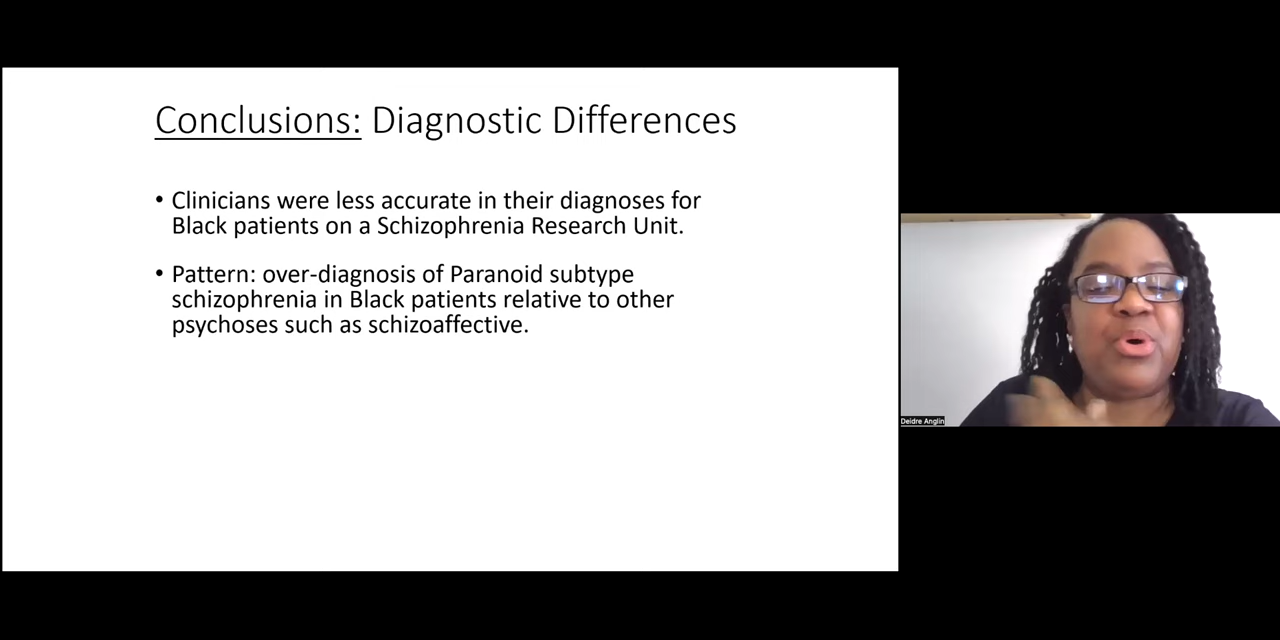 Conclusions: Diagnostic Differences
• Clinicians were less accurate in their diagnoses for
Black patients on a Schizophrenia Research Unit.
• Pattern: over-diagnosis of Paranoid subtype
schizophrenia in Black patients relative to other
psychoses such as schizoaffective.
Deidre Anglin